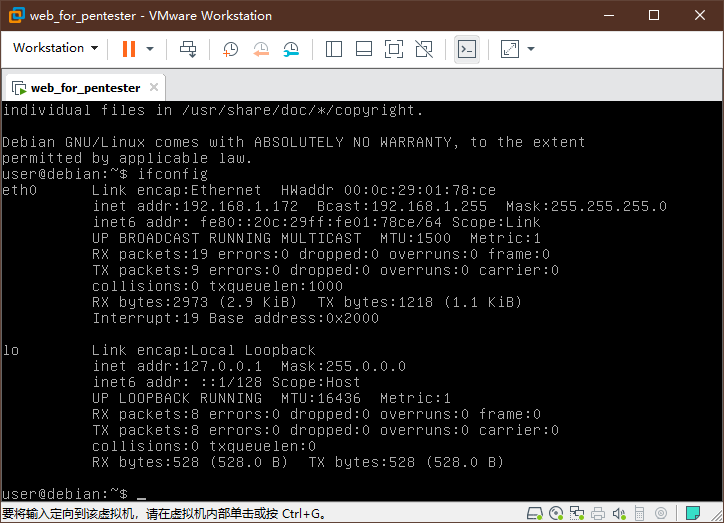 web_for_pentester - VMware Workstation
Workstation
web_for_pentester
individual files in /usr/share/doc/*/copyright.
Debian GNU/Linux comes with ABSOLUTELY NO WARRANTY, to the extent
permitted by applicable law.
user@debian:~$ ifconfig
eth0      Link encap:Ethernet  HWaddr 00:0c:29:01:78:ce
          inet addr:192.168.1.172  Bcast:192.168.1.255  Mask:255.255.255.0
          inet6 addr: fe80::20c:29ff:fe01:78ce/64 Scope:Link
          UP BROADCAST RUNNING MULTICAST  MTU:1500  Metric:1
          RX packets:19 errors:0 dropped:0 overruns:0 frame:0
          TX packets:9 errors:0 dropped:0 overruns:0 carrier:0
          collisions:0 txqueuelen:1000
          RX bytes:2973 (2.9 KiB)  TX bytes:1218 (1.1 KiB)
          Interrupt:19 Base address:0x2000
lo        Link encap:Local Loopback
          inet addr:127.0.0.1  Mask:255.0.0.0
          inet6 addr: ::1/128 Scope:Host
          UP LOOPBACK RUNNING  MTU:16436  Metric:1
          RX packets:8 errors:0 dropped:0 overruns:0 frame:0
          TX packets:8 errors:0 dropped:0 overruns:0 carrier:0
          collisions:0 txqueuelen:0
          RX bytes:528 (528.0 B)  TX bytes:528 (528.0 B)
user@debian:~$ _
要将输入定向到该虚拟机，请在虚拟机内部单击或按 Ctrl+G。